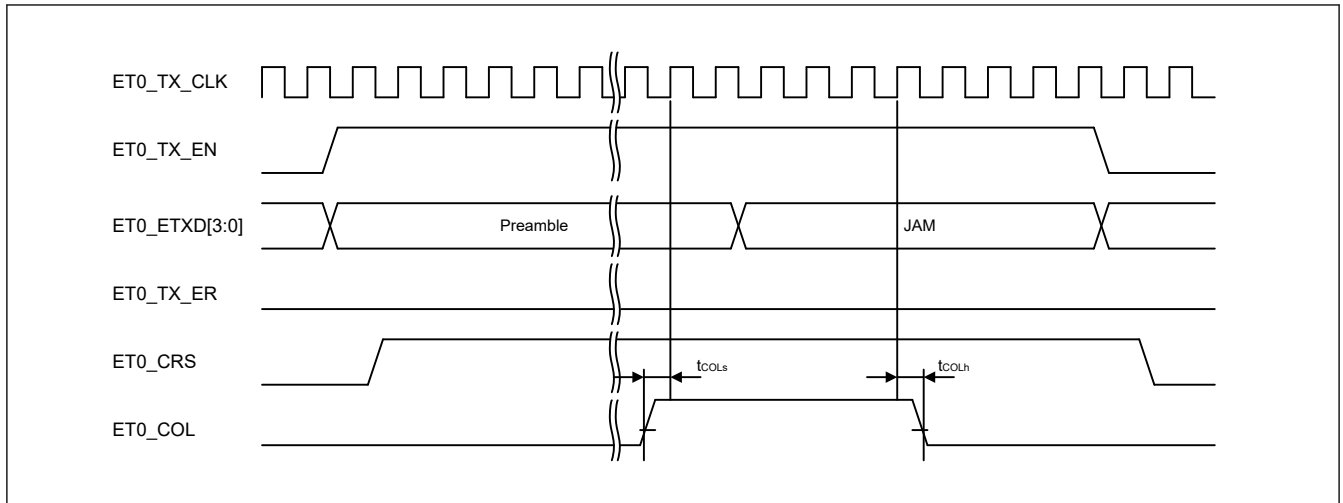 ET0_TX_CLK
ET0_TX_EN
ET0_ETXD[3:0]
Preamble
JAM
ET0_TX_ER
ET0_CRS
tCOLs
tCOLh
ET0_COL